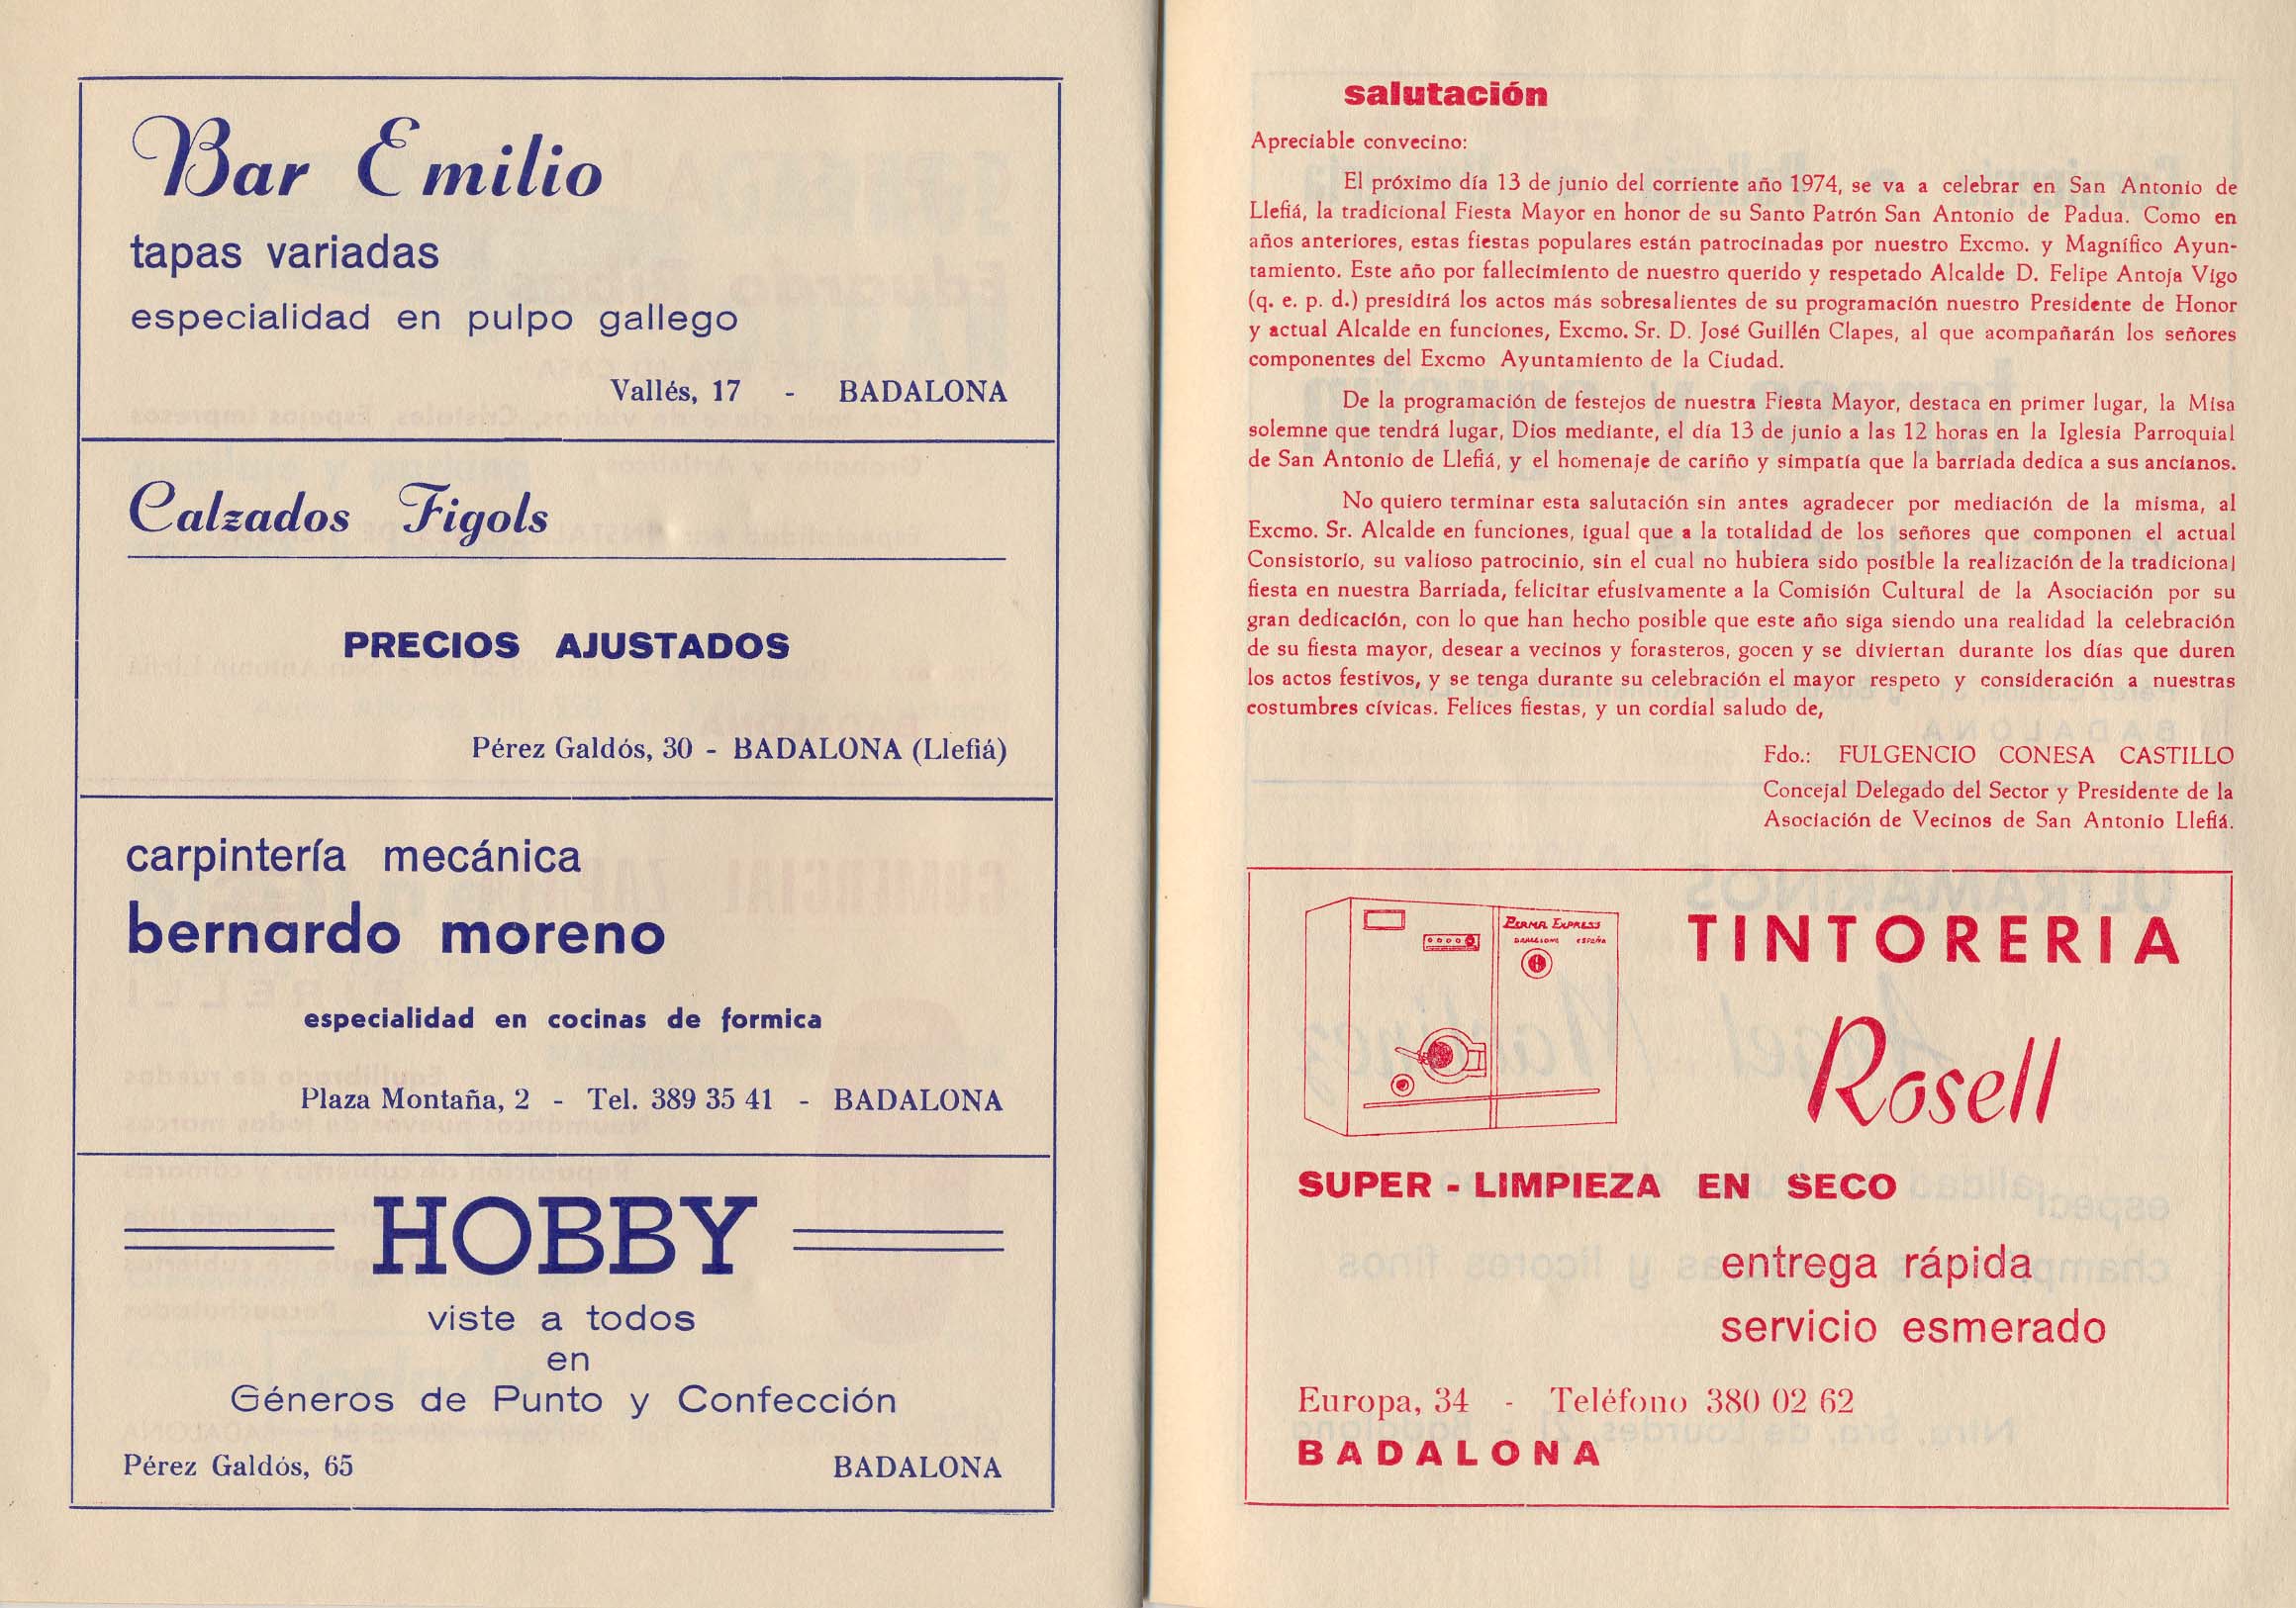 Bar Emilio
tapas variadas
especialidad en pulpo gallego
Vallés, 17 - BADALONA
Calzados Figols
PRECIOS AJUSTADOS
Pérez Galdós, 30 - BADALONA (Llefiá)
carpintería mecánica
bernardo moreno
especialidad en cocinas de formica
Plaza Montaña, 2 - Tel. 389 35 41 - BADALONA
HOBBY
viste a todos
en
Géneros de Punto y Confección
Pérez Galdós, 65 BADALONA
salutación
Apreciable convecino:
El próximo día 13 de junio del corriente año 1974, se va a celebrar en San Antonio de
Llefiá, la tradicional Fiesta Mayor en honor de su Santo Patrón San Antonio de Padua. Como en
años anteriores, estas fiestas populares están patrocinadas por nuestro Excmo. y Magnífico Ayun-
tamiento. Este año por fallecimiento de nuestro querido y respetado Alcalde D. Felipe Antoja Vigo
(q. e. p. d.) presidirá los actos más sobresalientes de su programación nuestro Presidente de Honor
y actual Alcalde en funciones, Excmo. Sr. D. José Guillén Clapes, al que acompañarán los señores
componentes del Excmo Ayuntamiento de la Ciudad.
De la programación de festejos de nuestra Fiesta Mayor, destaca en primer lugar, la Misa
solemne que tendrá lugar, Dios mediante, el día 13 de junio a las 12 horas en la Iglesia Parroquial
de San Antonio de Llefiá, y el homenaje de cariño y simpatía que la barriada dedica a sus ancianos.
No quiero terminar esta salutación sin antes agradecer por mediación de la misma, al
Excmo. Sr. Alcalde en funciones, igual que a la totalidad de los señores que componen el actual
Consistorio, su valioso patrocinio, sin el cual no hubiera sido posible la realización de la tradicional
fiesta en nuestra Barriada, felicitar efusivamente a la Comisión Cultural de la Asociación por su
gran dedicación, con lo que han hecho posible que este año siga siendo una realidad la celebración
de su fiesta mayor, desear a vecinos y forasteros, gocen y se diviertan durante los días que duren
los actos festivos, y se tenga durante su celebración el mayor respeto y consideración a nuestras
costumbres cívicas. Felices fiestas, y un cordial saludo de,
Fdo.: FULGENCIO CONESA CASTILLO
Concejal Delegado del Sector y Presidente de la
Asociación de Vecinos de San Antonio Llefiá.
PERMA EXPRESS
BARCELONA ESPAÑA
TINTORERIA
Rosell
SUPER - LIMPIEZA EN SECO
entrega rápida
servicio esmerado
Europa, 34 - Teléfono 380 02 62
BADALONA